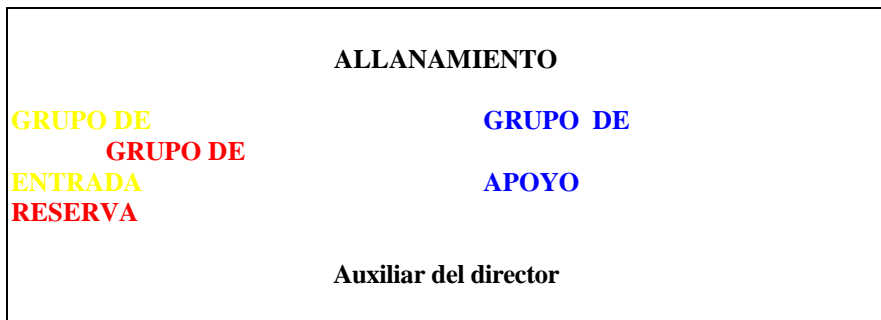 ALLANAMIENTO
GRUPO DE GRUPO DE
GRUPO DE
ENTRADA APOYO
RESERVA
Auxiliar del director